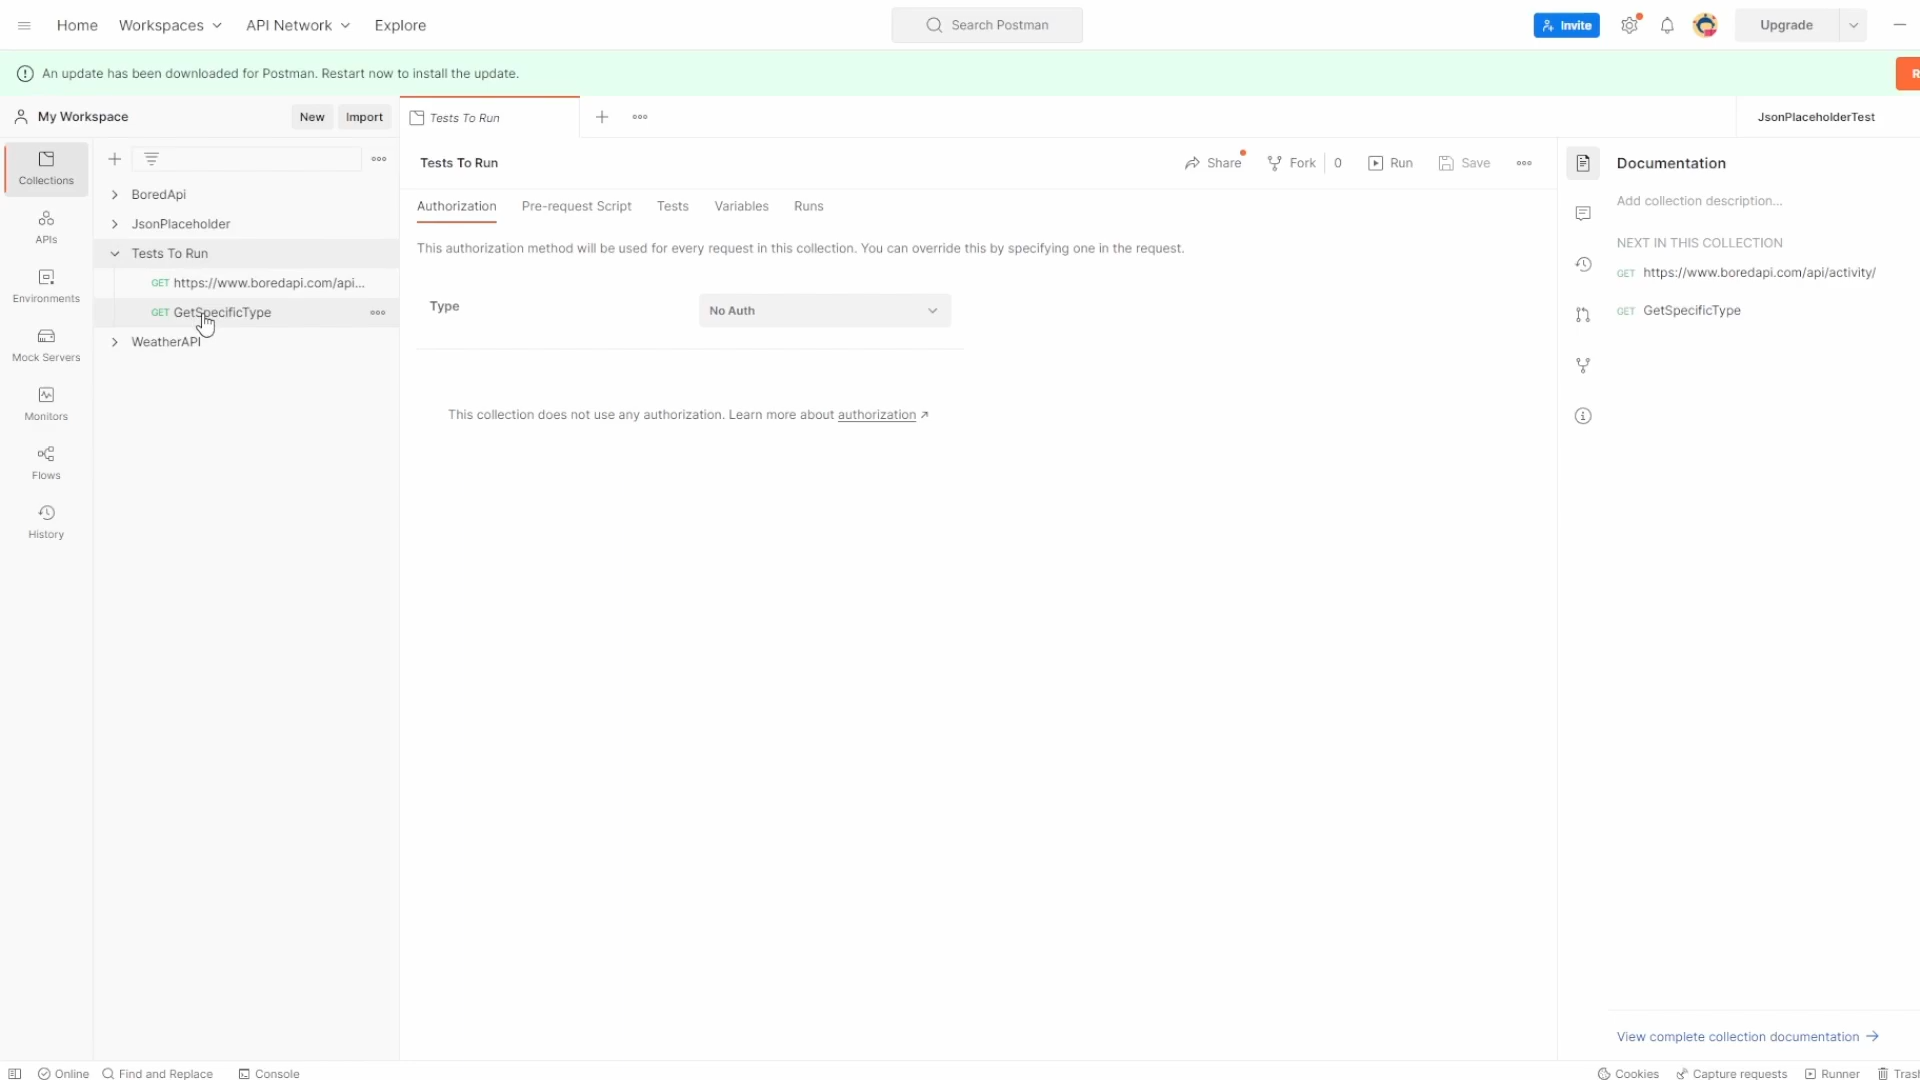 Home Workspaces API Network Explore Search Postman Invite Upgrade
An update has been downloaded for Postman. Restart now to install the update. R
My Workspace New Import Tests To Run JsonPlaceholderTest
Collections
APIs
Environments
Mock Servers
Monitors
Flows
History
BoredApi
JsonPlaceholder
Tests To Run
GET https://www.boredapi.com/api...
GET GetSpecificType
WeatherAPI
Tests To Run Share Fork 0 Run Save
Authorization Pre-request Script Tests Variables Runs
This authorization method will be used for every request in this collection. You can override this by specifying one in the request.
Type No Auth
This collection does not use any authorization. Learn more about authorization
Documentation
Add collection description...
NEXT IN THIS COLLECTION
GET https://www.boredapi.com/api/activity/
GET GetSpecificType
View complete collection documentation
Online Find and Replace Console Cookies Capture requests Runner Trash